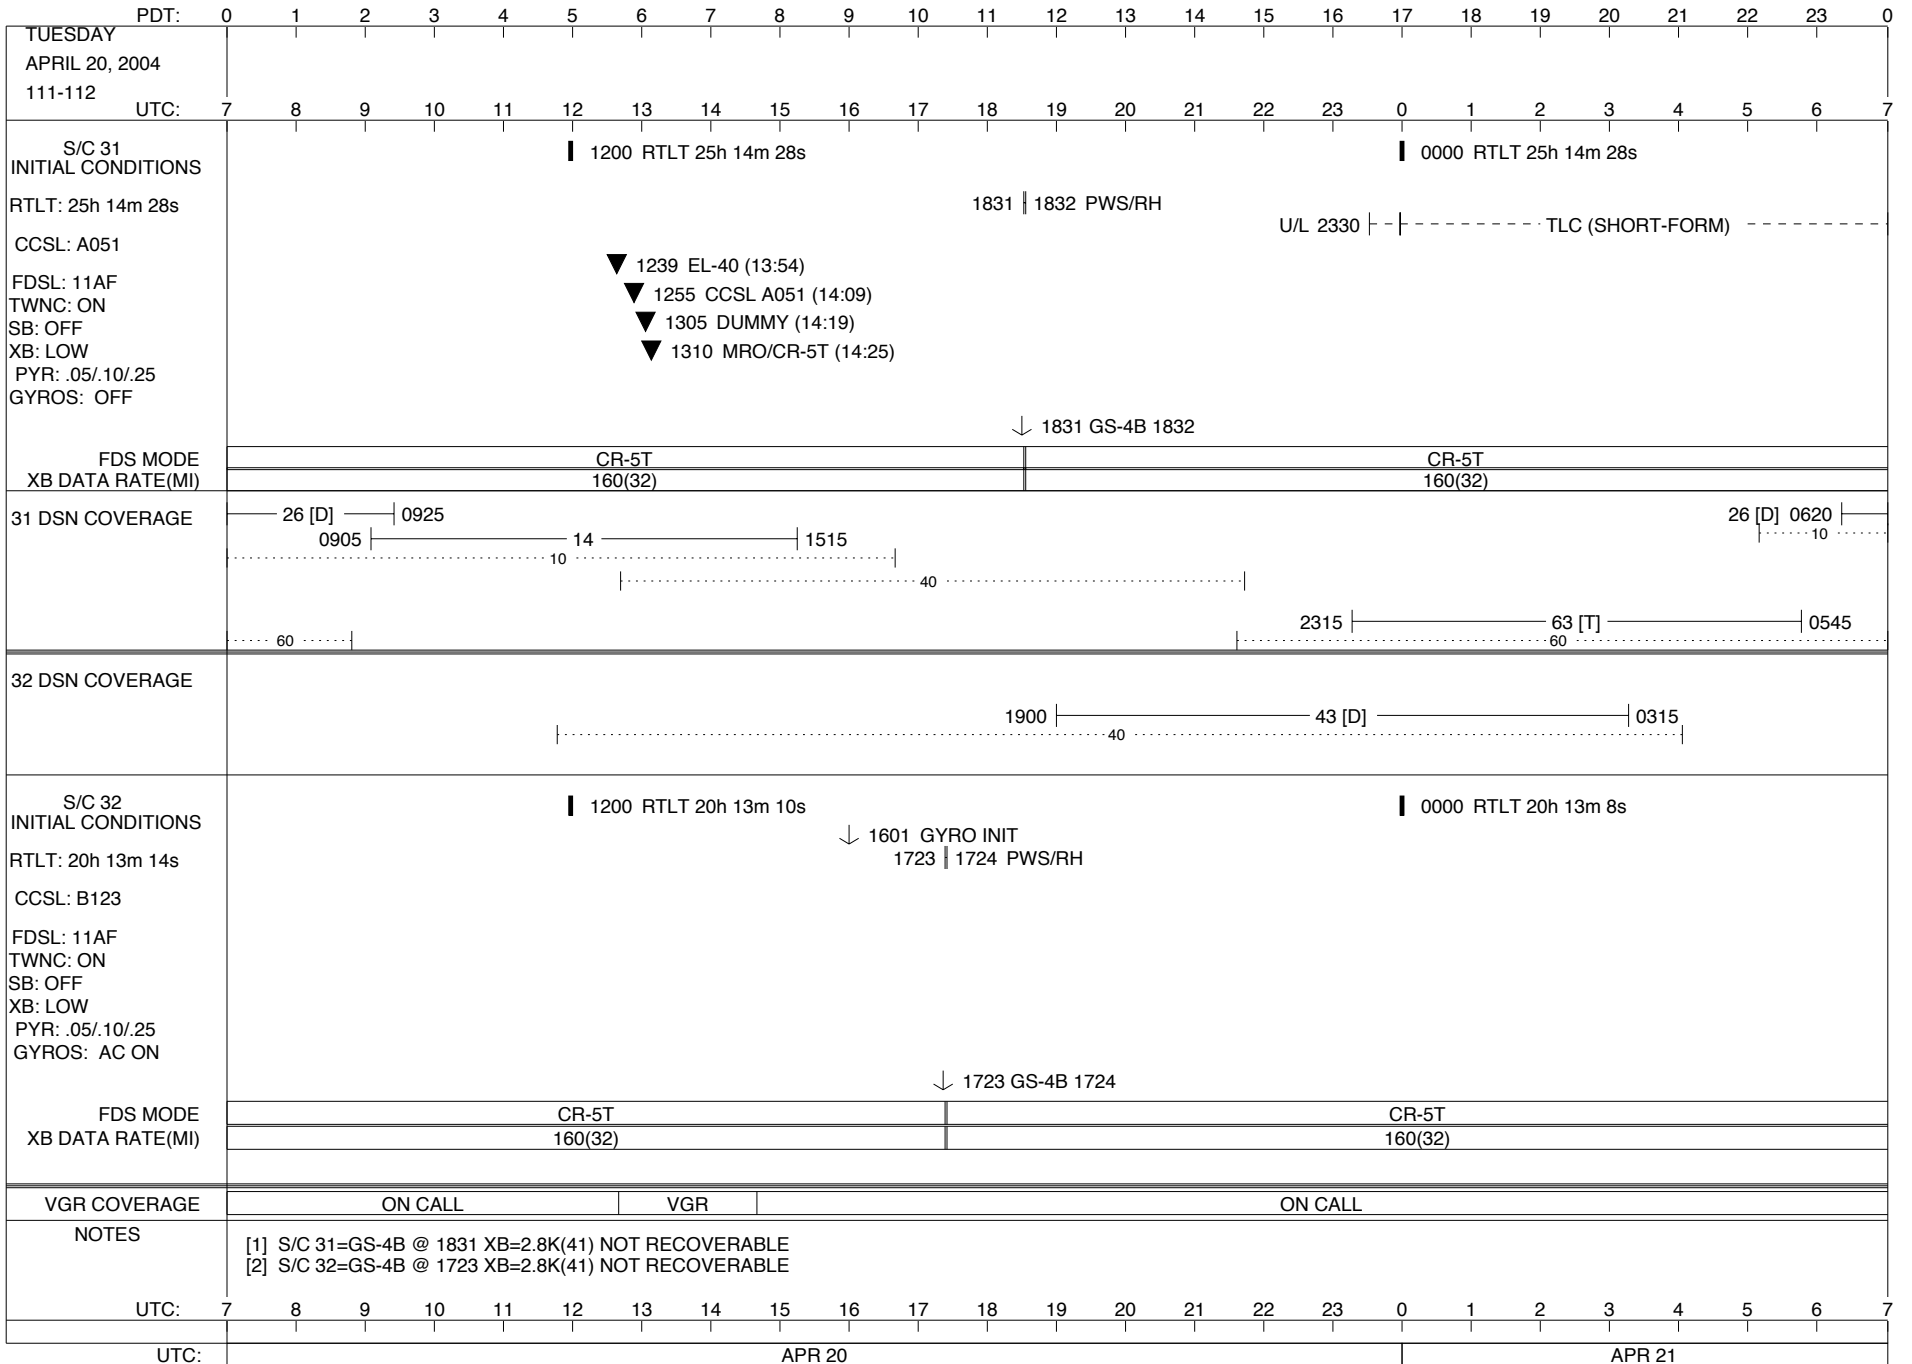 PDT: 0 1 2 3 4 5 6 7 8 9 10 11 12 13 14 15 16 17 18 19 20 21 22 23 0
TUESDAY
APRIL 20, 2004
111-112
UTC: 7 8 9 10 11 12 13 14 15 16 17 18 19 20 21 22 23 0 1 2 3 4 5 6 7
S/C 31
INITIAL CONDITIONS
1200 RTLT 25h 14m 28s
0000 RTLT 25h 14m 28s
RTLT: 25h 14m 28s
1831 1832 PWS/RH
U/L 2330 TLC (SHORT-FORM)
CCSL: A051
1239 EL-40 (13:54)
FDSL: 11AF
1255 CCSL A051 (14:09)
TWNC: ON
SB: OFF
1305 DUMMY (14:19)
XB: LOW
1310 MRO/CR-5T (14:25)
PYR: .05/.10/.25
GYROS: OFF
1831 GS-4B 1832
FDS MODE CR-5T CR-5T
XB DATA RATE(MI) 160(32) 160(32)
31 DSN COVERAGE
26 [D] 0925
26 [D] 0620
0905 14 1515
10
10
40
2315 63 [T] 0545
60
60
32 DSN COVERAGE
1900 43 [D] 0315
40
S/C 32
INITIAL CONDITIONS
1200 RTLT 20h 13m 10s
0000 RTLT 20h 13m 8s
1601 GYRO INIT
RTLT: 20h 13m 14s
1723 1724 PWS/RH
CCSL: B123
FDSL: 11AF
TWNC: ON
SB: OFF
XB: LOW
PYR: .05/.10/.25
GYROS: AC ON
1723 GS-4B 1724
FDS MODE CR-5T CR-5T
XB DATA RATE(MI) 160(32) 160(32)
VGR COVERAGE ON CALL VGR ON CALL
NOTES
[1] S/C 31=GS-4B @ 1831 XB=2.8K(41) NOT RECOVERABLE
[2] S/C 32=GS-4B @ 1723 XB=2.8K(41) NOT RECOVERABLE
UTC: 7 8 9 10 11 12 13 14 15 16 17 18 19 20 21 22 23 0 1 2 3 4 5 6 7
UTC: APR 20 APR 21